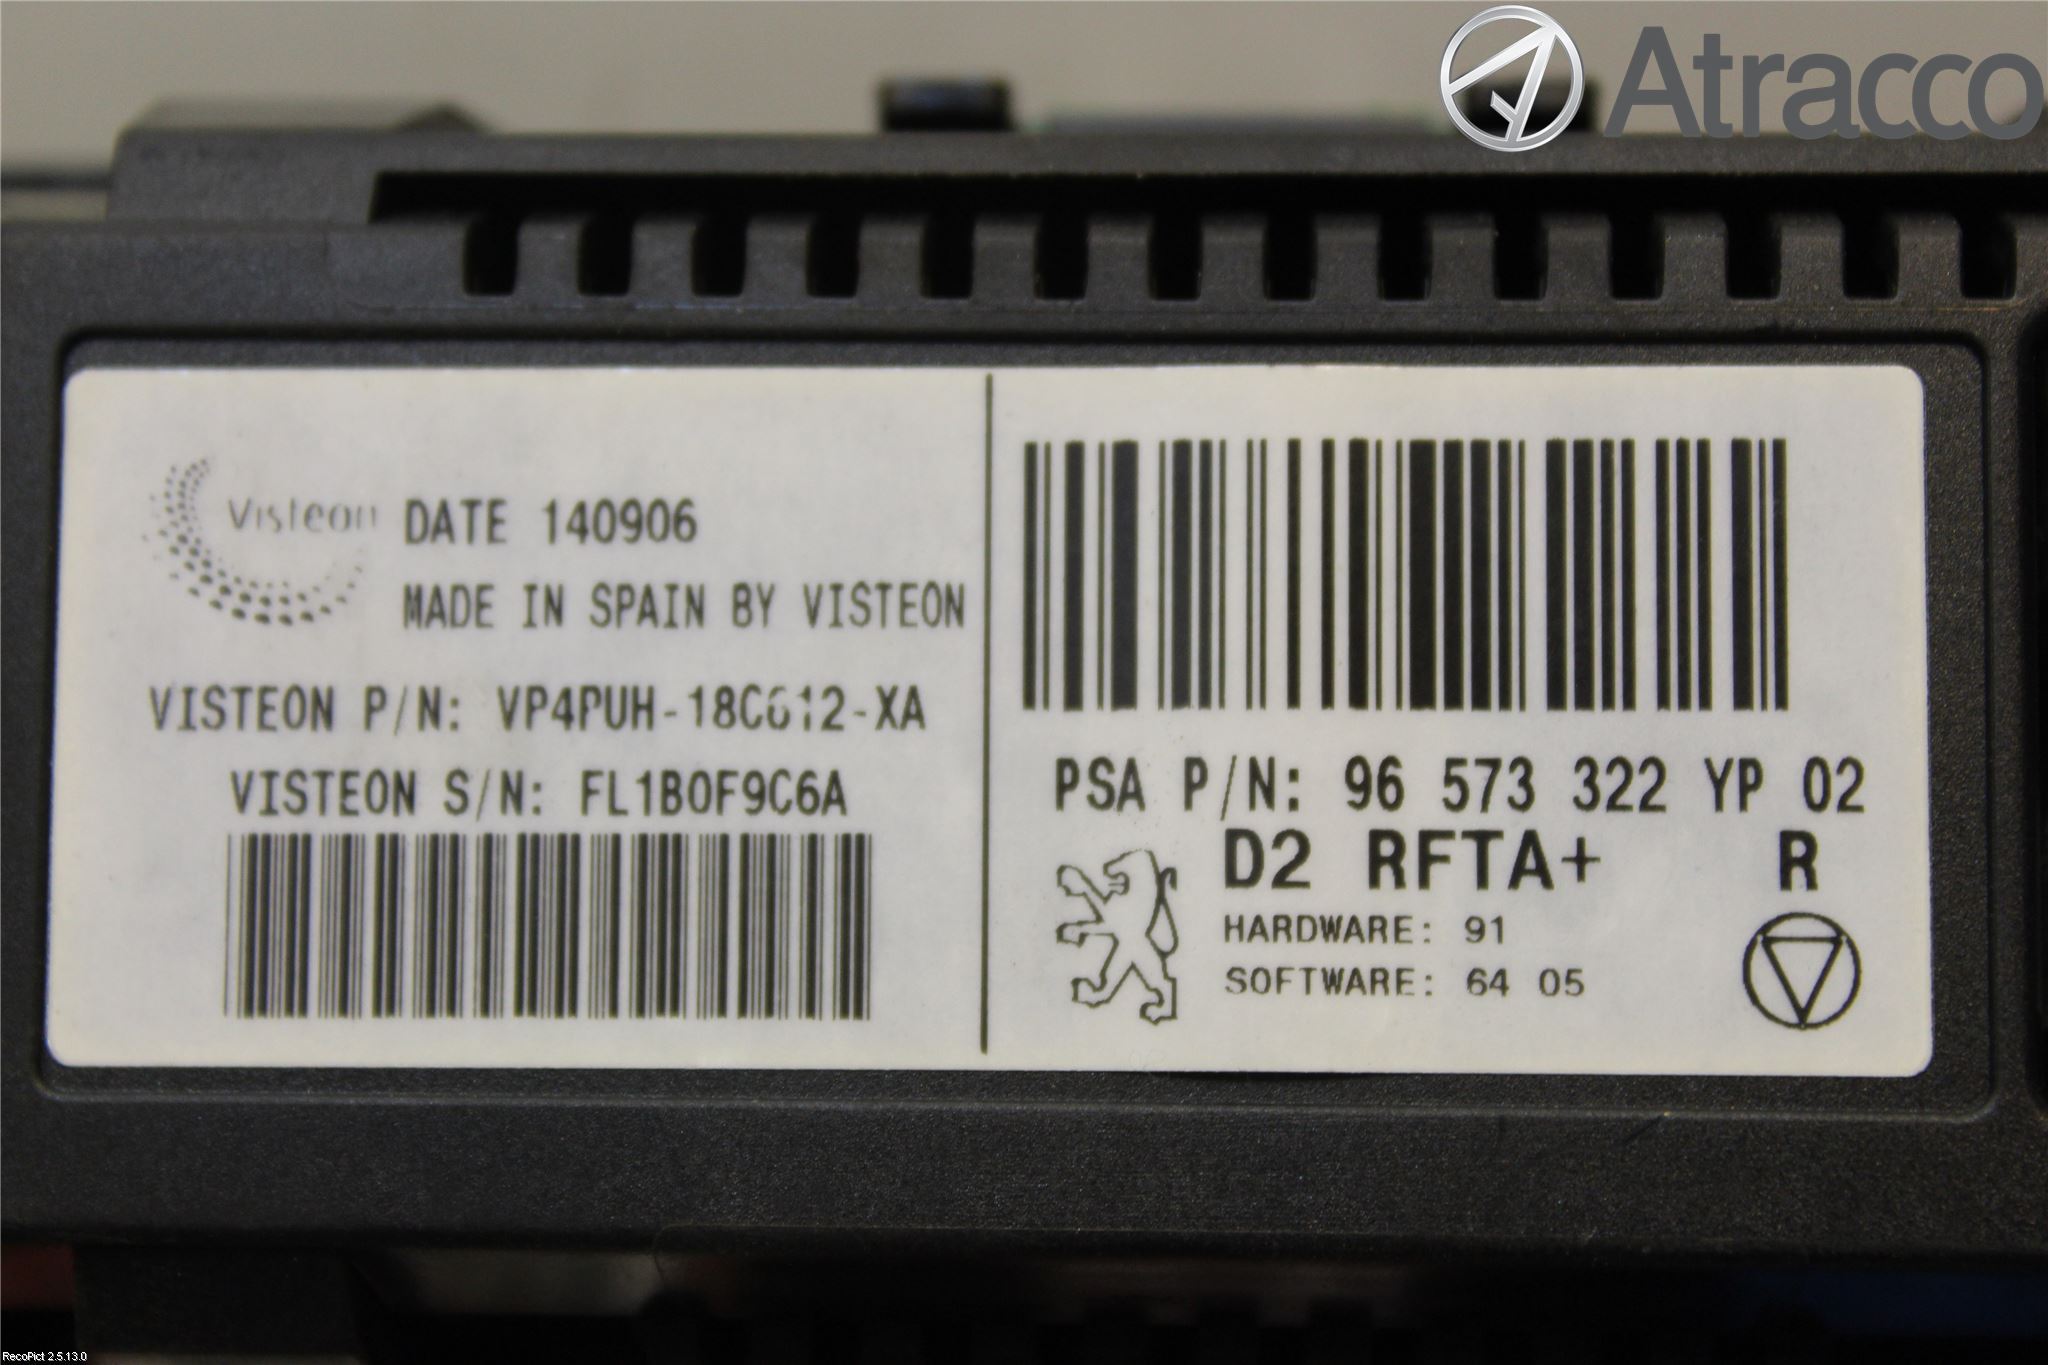 Atracco
Visteon
DATE 140906
MADE IN SPAIN BY VISTEON
VISTEON P/N: VP4PUH-18C612-XA
VISTEON S/N: FL1B0F9C6A
PSA P/N: 96 573 322 YP 02
D2 RFTA+ R
HARDWARE: 91
SOFTWARE: 64 05
RecoPict 2.5.13.0